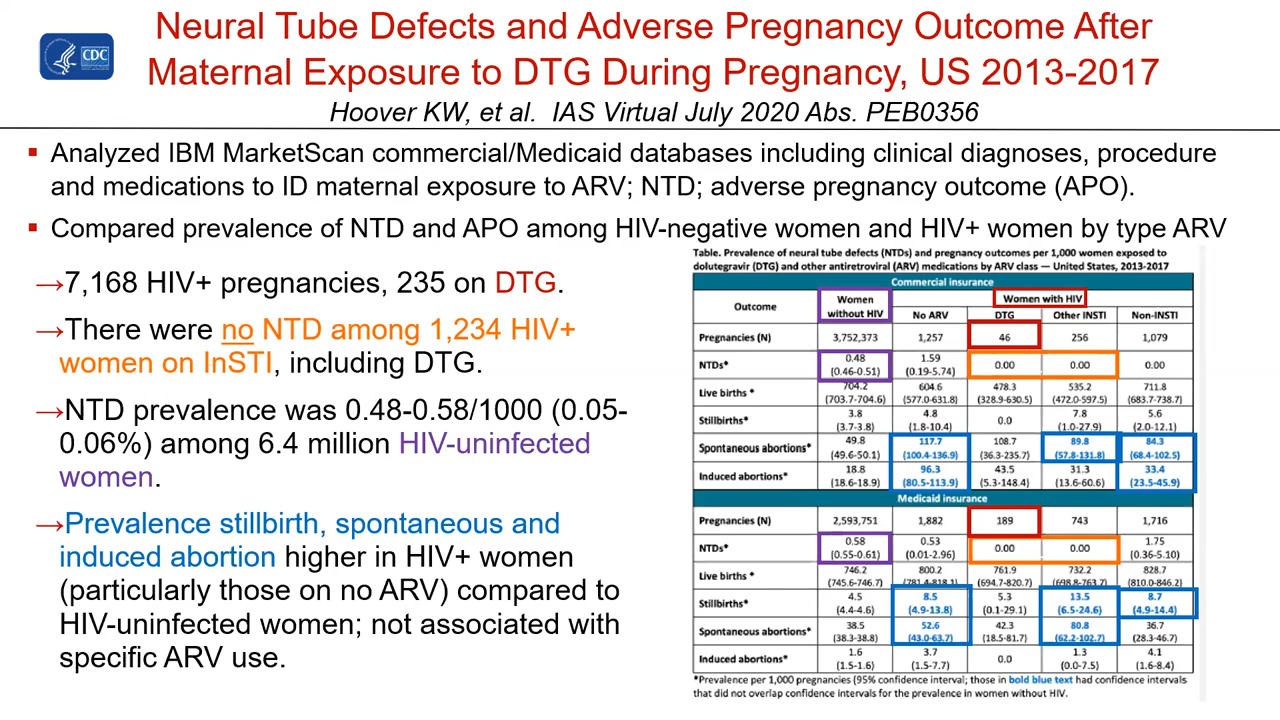 Neural Tube Defects and Adverse Pregnancy Outcome After
Maternal Exposure to DTG During Pregnancy, US 2013-2017
CDC
Hoover KW, et al. IAS Virtual July 2020 Abs. PEB0356
▪ Analyzed IBM MarketScan commercial/Medicaid databases including clinical diagnoses, procedure
and medications to ID maternal exposure to ARV; NTD; adverse pregnancy outcome (APO).
▪ Compared prevalence of NTD and APO among HIV-negative women and HIV+ women by type ARV
→7,168 HIV+ pregnancies, 235 on DTG.
→There were no NTD among 1,234 HIV+
women on InSTI, including DTG.
→NTD prevalence was 0.48-0.58/1000 (0.05-
0.06%) among 6.4 million HIV-uninfected
women.
→Prevalence stillbirth, spontaneous and
induced abortion higher in HIV+ women
(particularly those on no ARV) compared to
HIV-uninfected women; not associated with
specific ARV use.
Table. Prevalence of neural tube defects (NTDs) and pregnancy outcomes per 1,000 women exposed to
dolutegravir (DTG) and other antiretroviral (ARV) medications by ARV class — United States, 2013-2017
Commercial insurance
Outcome Women without HIV Women with HIV
No ARV DTG Other INSTI Non-INSTI
Pregnancies (N) 3,752,373 1,257 46 256 1,079
NTDs* 0.48 1.59 0.00 0.00 0.00
(0.46-0.51) (0.19-5.74)
Live births * 704.2 604.6 478.3 535.2 711.8
(703.7-704.6) (577.0-631.8) (328.9-630.5) (472.0-597.5) (683.7-738.7)
Stillbirths* 3.8 4.8 0.0 7.8 5.6
(3.7-3.8) (1.8-10.4) (1.0-27.9) (2.0-12.1)
Spontaneous abortions* 49.8 117.7 108.7 89.8 84.3
(49.6-50.1) (100.4-136.9) (36.3-235.7) (57.8-131.8) (68.4-102.5)
Induced abortions* 18.8 96.3 43.5 31.3 33.4
(18.6-18.9) (80.5-113.9) (5.3-148.4) (13.6-60.6) (23.5-45.9)
Medicaid insurance
Pregnancies (N) 2,593,751 1,882 189 743 1,716
NTDs* 0.58 0.53 0.00 0.00 1.75
(0.55-0.61) (0.01-2.96) (0.36-5.10)
Live births * 746.2 800.2 761.9 732.2 828.7
(745.6-746.7) (781.4-818.1) (694.7-820.7) (698.8-763.7) (810.0-846.2)
Stillbirths* 4.5 8.5 5.3 13.5 8.7
(4.4-4.6) (4.9-13.8) (0.1-29.1) (6.5-24.6) (4.9-14.4)
Spontaneous abortions* 38.5 52.6 42.3 80.8 36.7
(38.3-38.8) (43.0-63.7) (18.5-81.7) (62.2-102.7) (28.3-46.7)
Induced abortions* 1.6 3.7 0.0 1.3 4.1
(1.5-1.6) (1.5-7.7) (0.0-7.5) (1.6-8.4)
*Prevalence per 1,000 pregnancies (95% confidence interval; those in bold blue text had confidence intervals
that did not overlap confidence intervals for the prevalence in women without HIV.